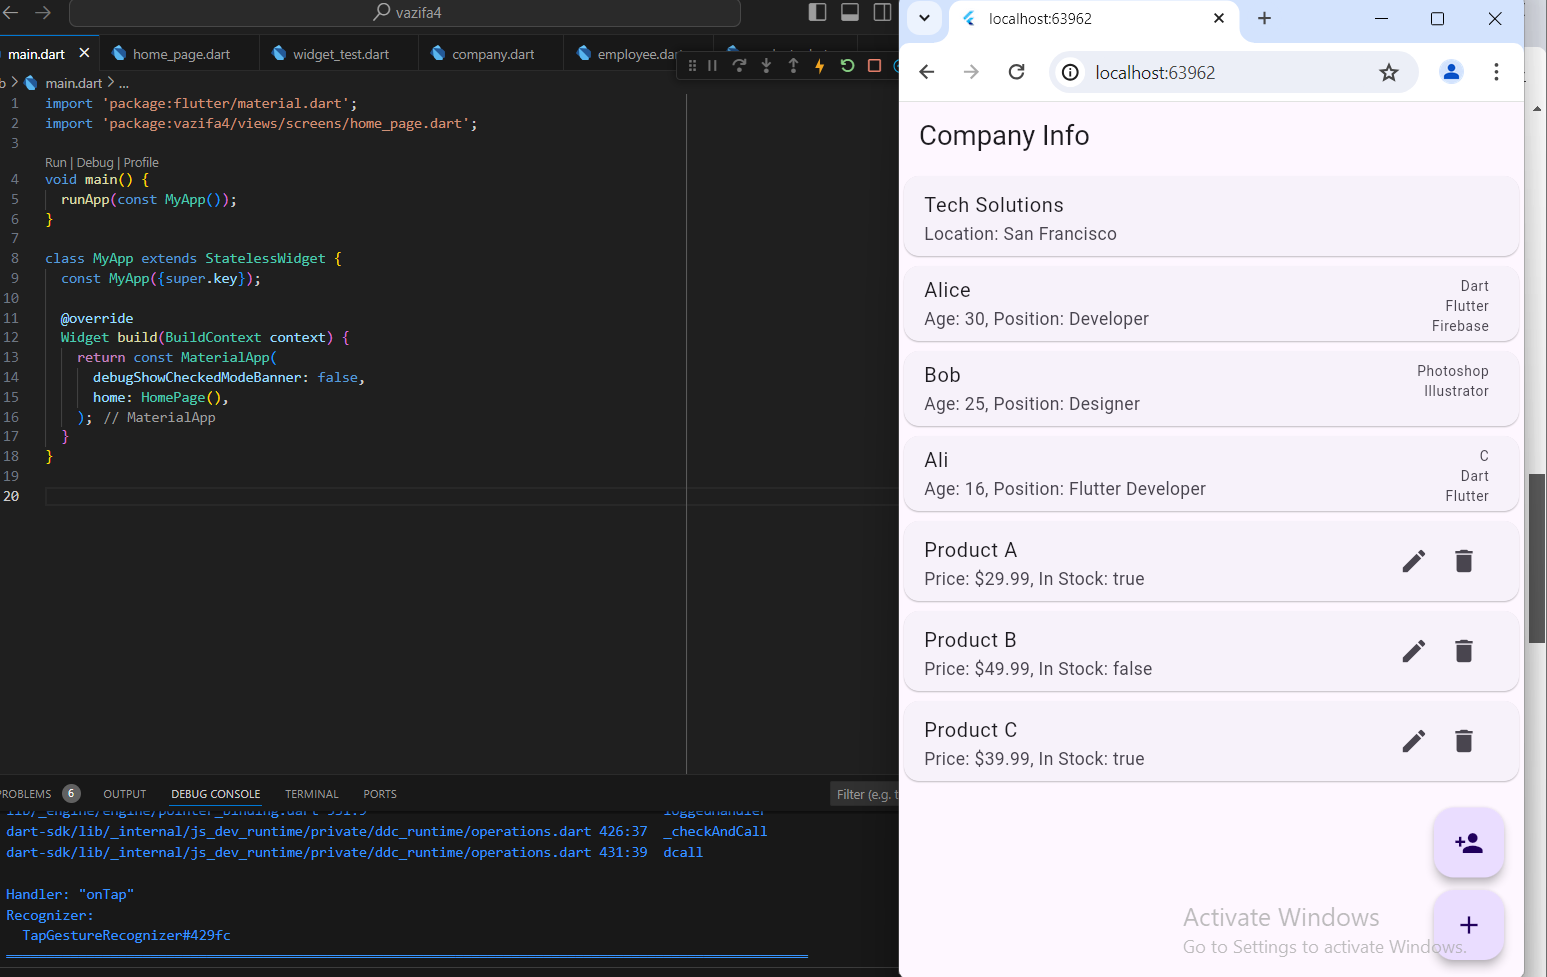 vazifa4
main.dart
home_page.dart
widget_test.dart
company.dart
employee.da
b > main.dart > ...
1 import 'package:flutter/material.dart';
2 import 'package:vazifa4/views/screens/home_page.dart';
3
Run | Debug | Profile
4 void main() {
5 runApp(const MyApp());
6 }
7
8 class MyApp extends StatelessWidget {
9 const MyApp({super.key});
10
11 @override
12 Widget build(BuildContext context) {
13 return const MaterialApp(
14 debugShowCheckedModeBanner: false,
15 home: HomePage(),
16 ); // MaterialApp
17 }
18 }
19
20
PROBLEMS 6 OUTPUT DEBUG CONSOLE TERMINAL PORTS Filter (e.g. t
lib/_engine/engine/pointer_binding.dart 331:9 loggedHandler
dart-sdk/lib/_internal/js_dev_runtime/private/ddc_runtime/operations.dart 426:37 _checkAndCall
dart-sdk/lib/_internal/js_dev_runtime/private/ddc_runtime/operations.dart 431:39 dcall
Handler: "onTap"
Recognizer:
TapGestureRecognizer#429fc
localhost:63962
localhost:63962
Company Info
Tech Solutions
Location: San Francisco
Alice
Age: 30, Position: Developer
Dart
Flutter
Firebase
Bob
Age: 25, Position: Designer
Photoshop
Illustrator
Ali
Age: 16, Position: Flutter Developer
C
Dart
Flutter
Product A
Price: $29.99, In Stock: true
Product B
Price: $49.99, In Stock: false
Product C
Price: $39.99, In Stock: true
Activate Windows
Go to Settings to activate Windows.